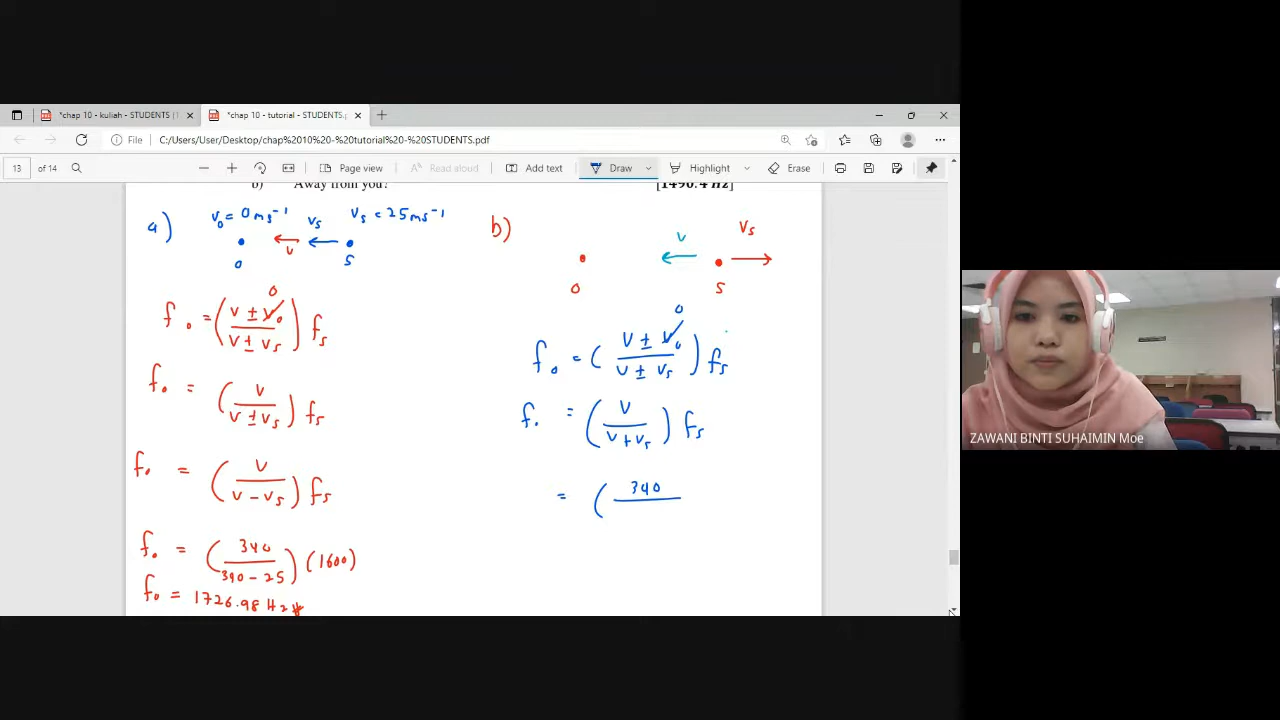 *chap 10 - kuliah - STUDENTS (1
*chap 10 - tutorial - STUDENTS.p
File
C:/Users/User/Desktop/chap%2010%20-%20tutorial%20-%20STUDENTS.pdf
13 of 14
Page view
Read aloud
Add text
Draw
Highlight
Erase
b) Away from you?
[1490.4 Hz]
a)
v₀ = 0 ms⁻¹
vs
vs = 25 ms⁻¹
v
o
s
0
f₀ = (v ± v₀ / v ± vs) fs
f₀ = (v / v ± vs) fs
f₀ = (v / v - vs) fs
f₀ = (340 / 340 - 25) (1600)
f₀ = 1726.98 Hz
b)
v
vs
o
s
0
f₀ = (v ± v₀ / v ± vs) fs
f₀ = (v / v + vs) fs
= (340
ZAWANI BINTI SUHAIMIN Moe